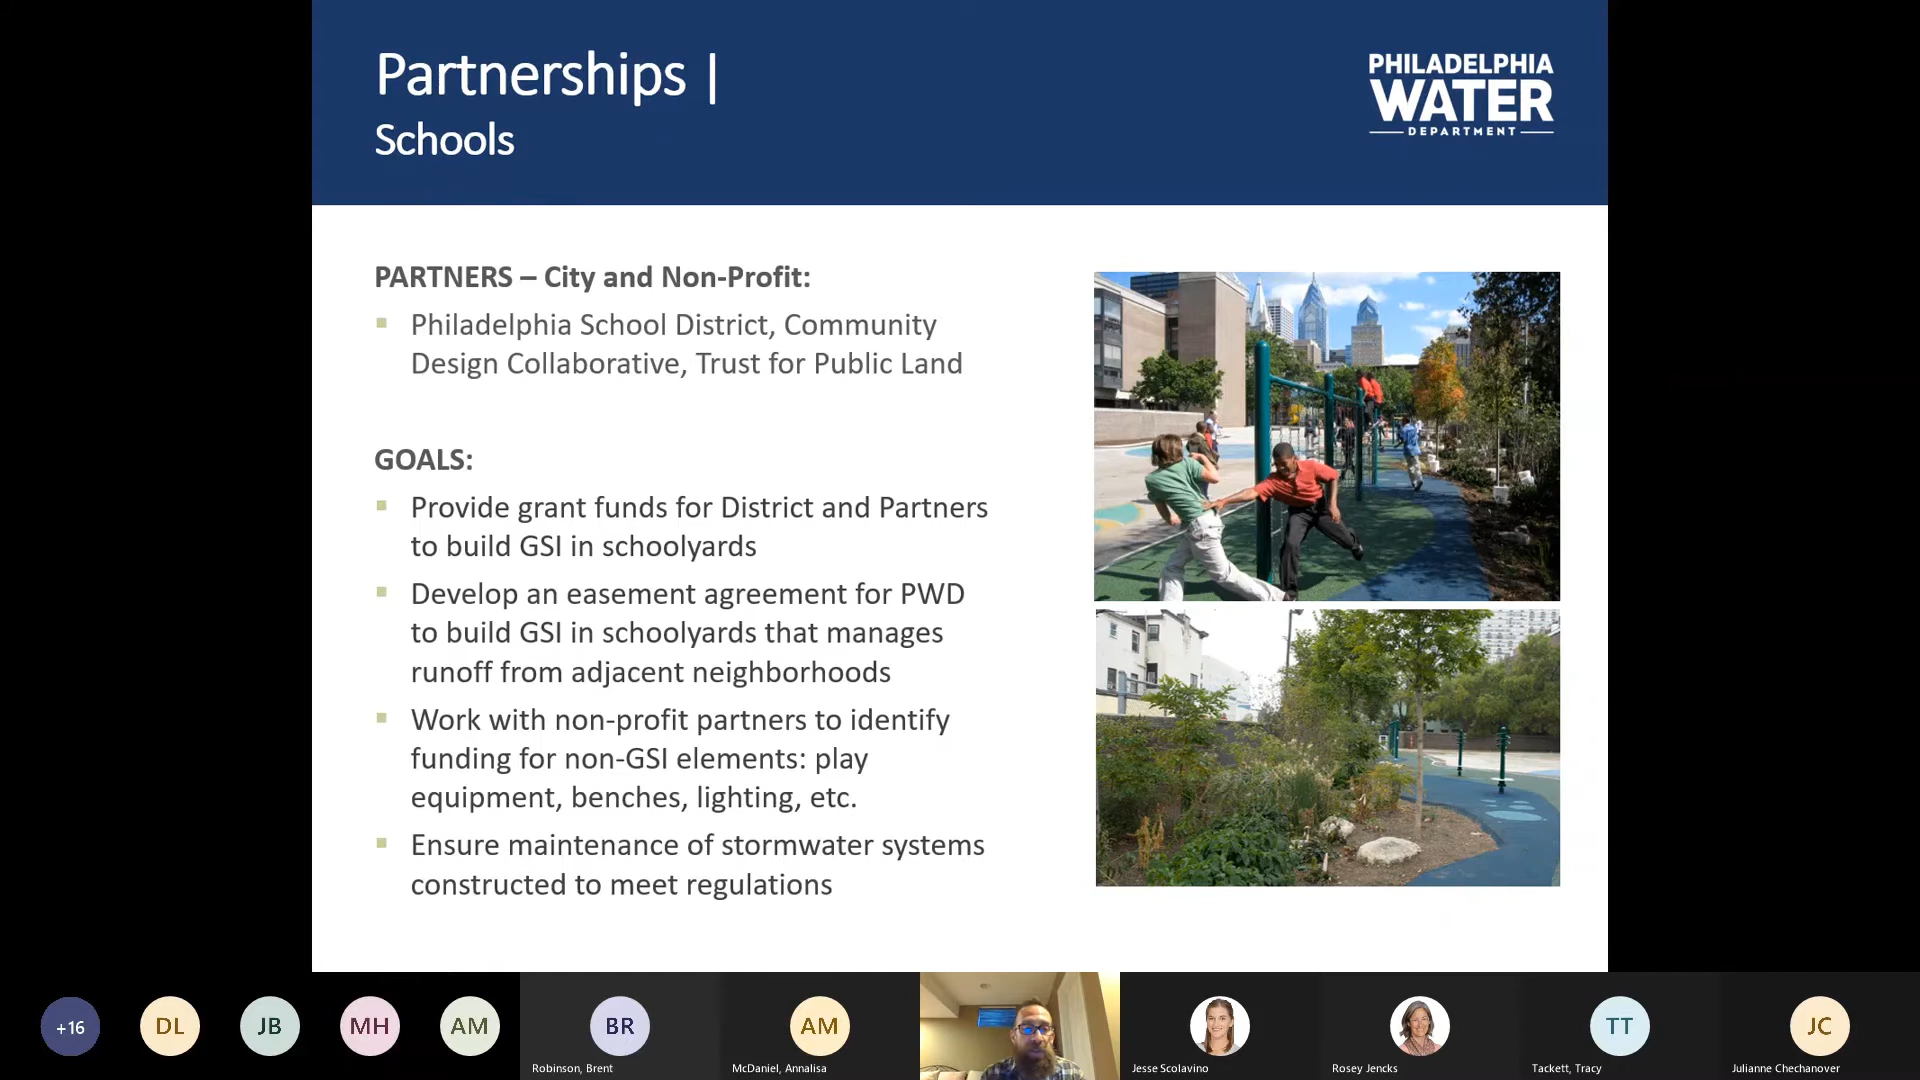 Partnerships |
Schools
PHILADELPHIA
WATER
DEPARTMENT
PARTNERS – City and Non-Profit:
Philadelphia School District, Community
Design Collaborative, Trust for Public Land
GOALS:
Provide grant funds for District and Partners
to build GSI in schoolyards
Develop an easement agreement for PWD
to build GSI in schoolyards that manages
runoff from adjacent neighborhoods
Work with non-profit partners to identify
funding for non-GSI elements: play
equipment, benches, lighting, etc.
Ensure maintenance of stormwater systems
constructed to meet regulations
+16
DL
JB
MH
AM
BR
Robinson, Brent
AM
McDaniel, Annalisa
Jesse Scolavino
Rosey Jencks
TT
Tackett, Tracy
JC
Julianne Chechanover